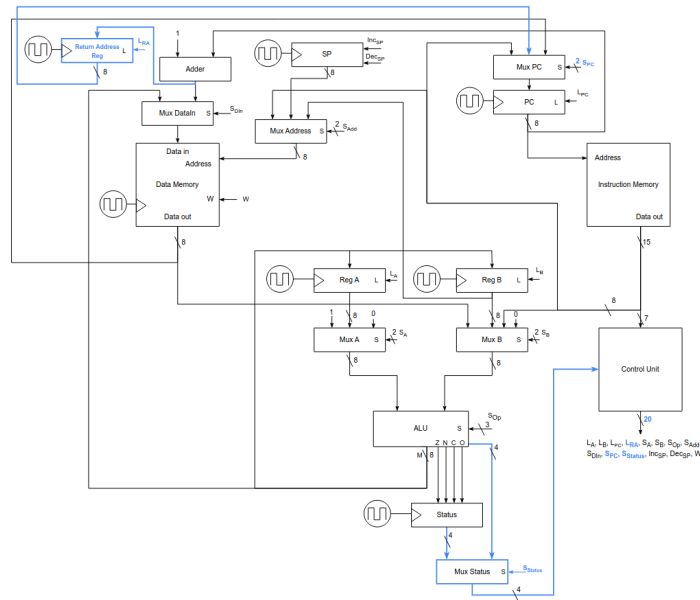 Return Address
Reg L
L_RA
8
1
Adder
SP
Inc_SP
Dec_SP
8
Mux PC S
2 S_PC
PC L
L_PC
8
Mux DataIn S
S_DIn
Mux Address S
2 S_Add
8
Data in
Address
Data Memory
W
W
Data out
8
Address
Instruction Memory
Data out
15
Reg A L
L_A
Reg B L
L_B
1
8
0
8
0
8
7
Mux A S
2 S_A
Mux B S
2 S_B
8
8
Control Unit
20
L_A, L_B, L_PC, L_RA, S_A, S_B, S_Op, S_Add
S_DIn, S_PC, S_Status, Inc_SP, Dec_SP, W
ALU S
S_Op
3
Z N C O
M 8
4
Status
4
Mux Status S
S_Status
4